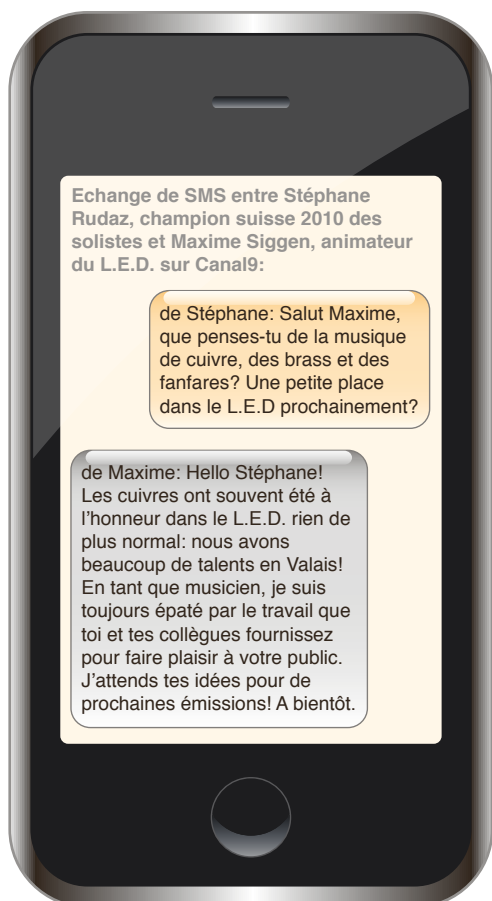 Echange de SMS entre Stéphane
Rudaz, champion suisse 2010 des
solistes et Maxime Siggen, animateur
du L.E.D. sur Canal9:
de Stéphane: Salut Maxime,
que penses-tu de la musique
de cuivre, des brass et des
fanfares? Une petite place
dans le L.E.D prochainement?
de Maxime: Hello Stéphane!
Les cuivres ont souvent été à
l’honneur dans le L.E.D. rien de
plus normal: nous avons
beaucoup de talents en Valais!
En tant que musicien, je suis
toujours épaté par le travail que
toi et tes collègues fournissez
pour faire plaisir à votre public.
J’attends tes idées pour de
prochaines émissions! A bientôt.